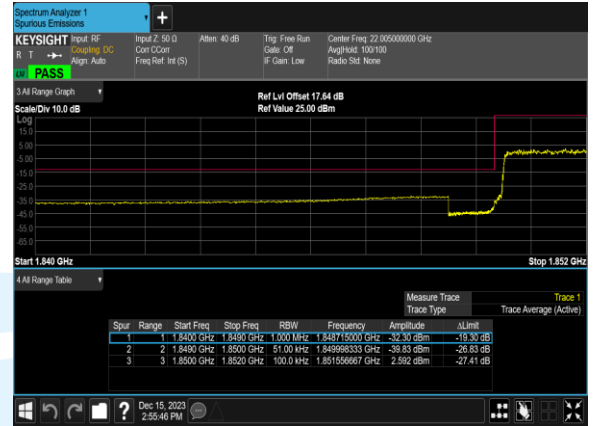 Spectrum Analyzer 1
Spurious Emissions
KEYSIGHT
R T
LU PASS
Input: RF
Coupling: DC
Align: Auto
Input Z: 50 Ω
Corr CCorr
Freq Ref: Int (S)
Atten: 40 dB
Trig: Free Run
Gate: Off
IF Gain: Low
Center Freq: 22.005000000 GHz
Avg|Hold: 100/100
Radio Std: None
3 All Range Graph
Scale/Div 10.0 dB
Ref Lvl Offset 17.64 dB
Ref Value 25.00 dBm
Log
15.0
5.00
-5.00
-15.0
-25.0
-35.0
-45.0
-55.0
-65.0
Start 1.840 GHz
Stop 1.852 GHz
4 All Range Table
Measure Trace Trace 1
Trace Type Trace Average (Active)
Spur Range Start Freq Stop Freq RBW Frequency Amplitude ΔLimit
1 1 1.8400 GHz 1.8490 GHz 1.000 MHz 1.848715000 GHz -32.30 dBm -19.30 dB
2 2 1.8490 GHz 1.8500 GHz 51.00 kHz 1.849998333 GHz -39.83 dBm -26.83 dB
3 3 1.8500 GHz 1.8520 GHz 100.0 kHz 1.851556667 GHz 2.592 dBm -27.41 dB
?
Dec 15, 2023
2:55:46 PM